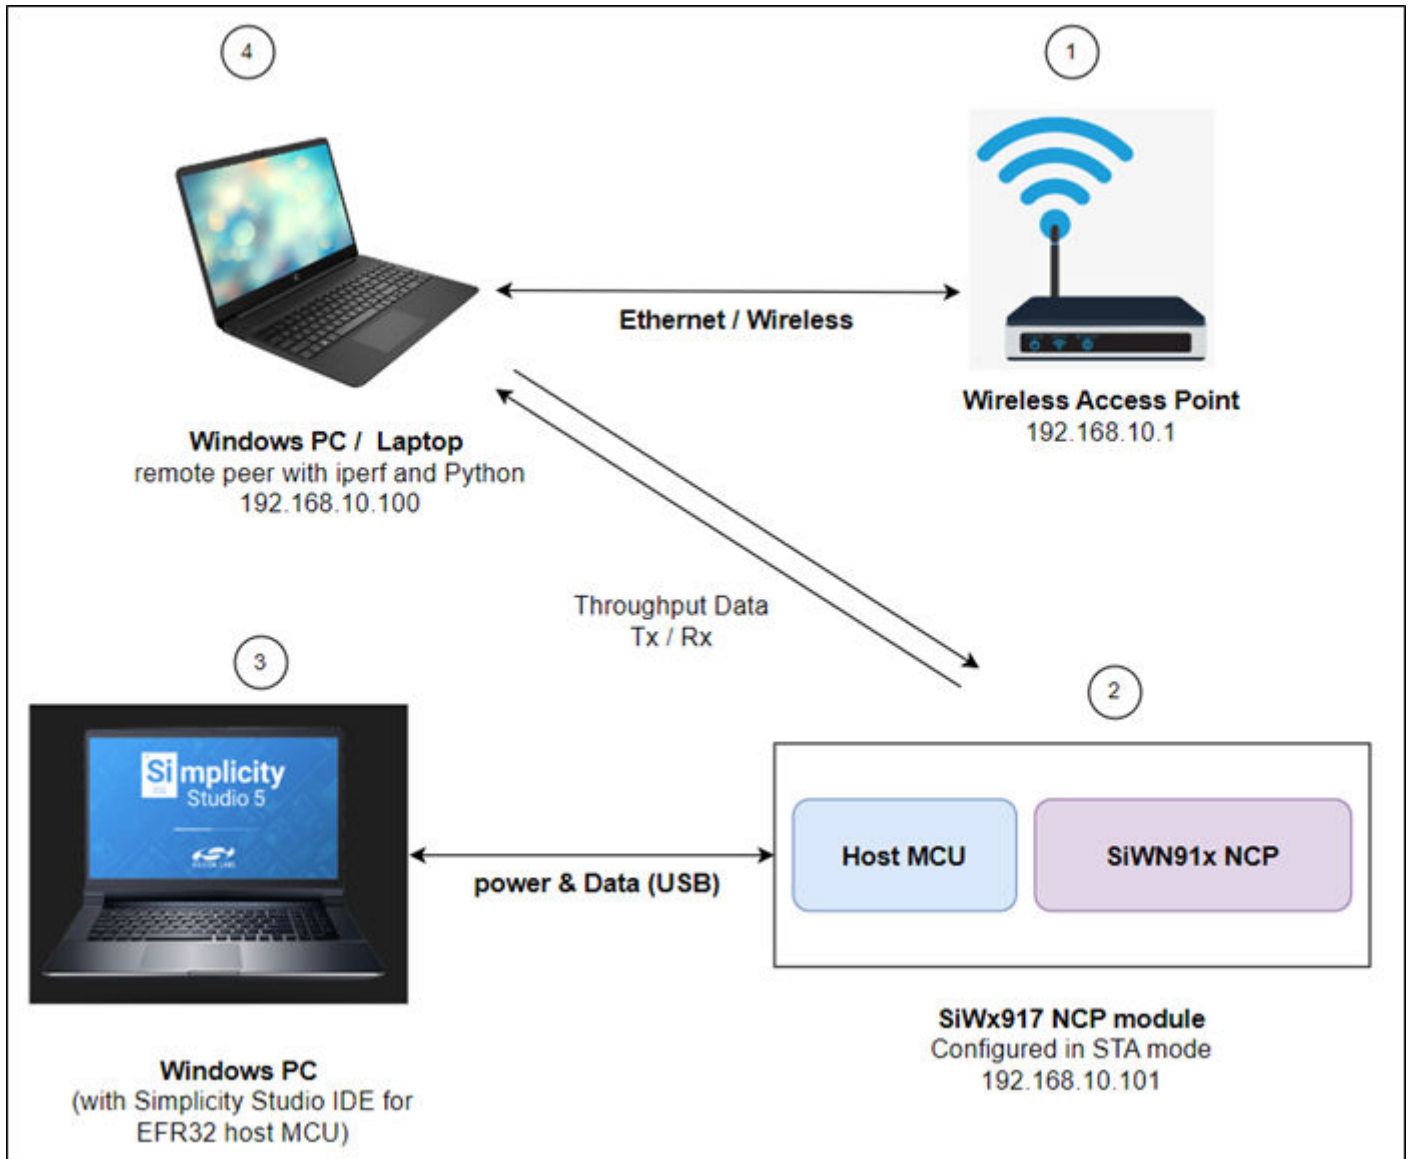 4
1
Ethernet / Wireless
Wireless Access Point
192.168.10.1
Windows PC / Laptop
remote peer with iperf and Python
192.168.10.100
Throughput Data
Tx / Rx
3
2
Simplicity
Studio 5
SILICON LABS
Host MCU
SiWN91x NCP
power & Data (USB)
SiWx917 NCP module
Configured in STA mode
192.168.10.101
Windows PC
(with Simplicity Studio IDE for
EFR32 host MCU)